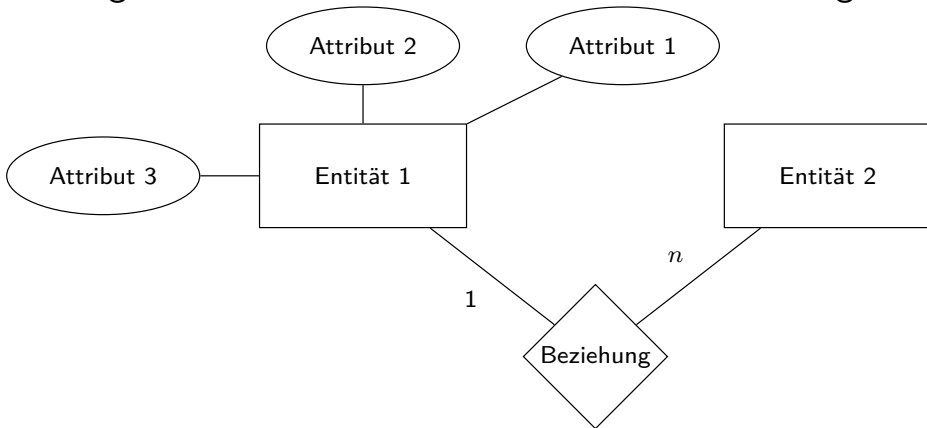 Attribut 2
Attribut 1
Attribut 3
Entität 1
Entität 2
1
n
Beziehung